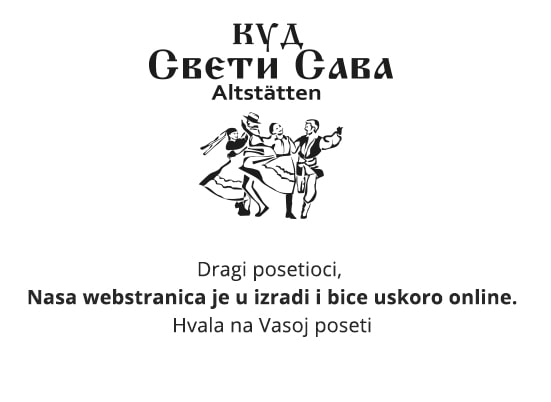 КУД
Свети Сава
Altstätten
Dragi posetioci,
Nasa webstranica je u izradi i bice uskoro online.
Hvala na Vasoj poseti